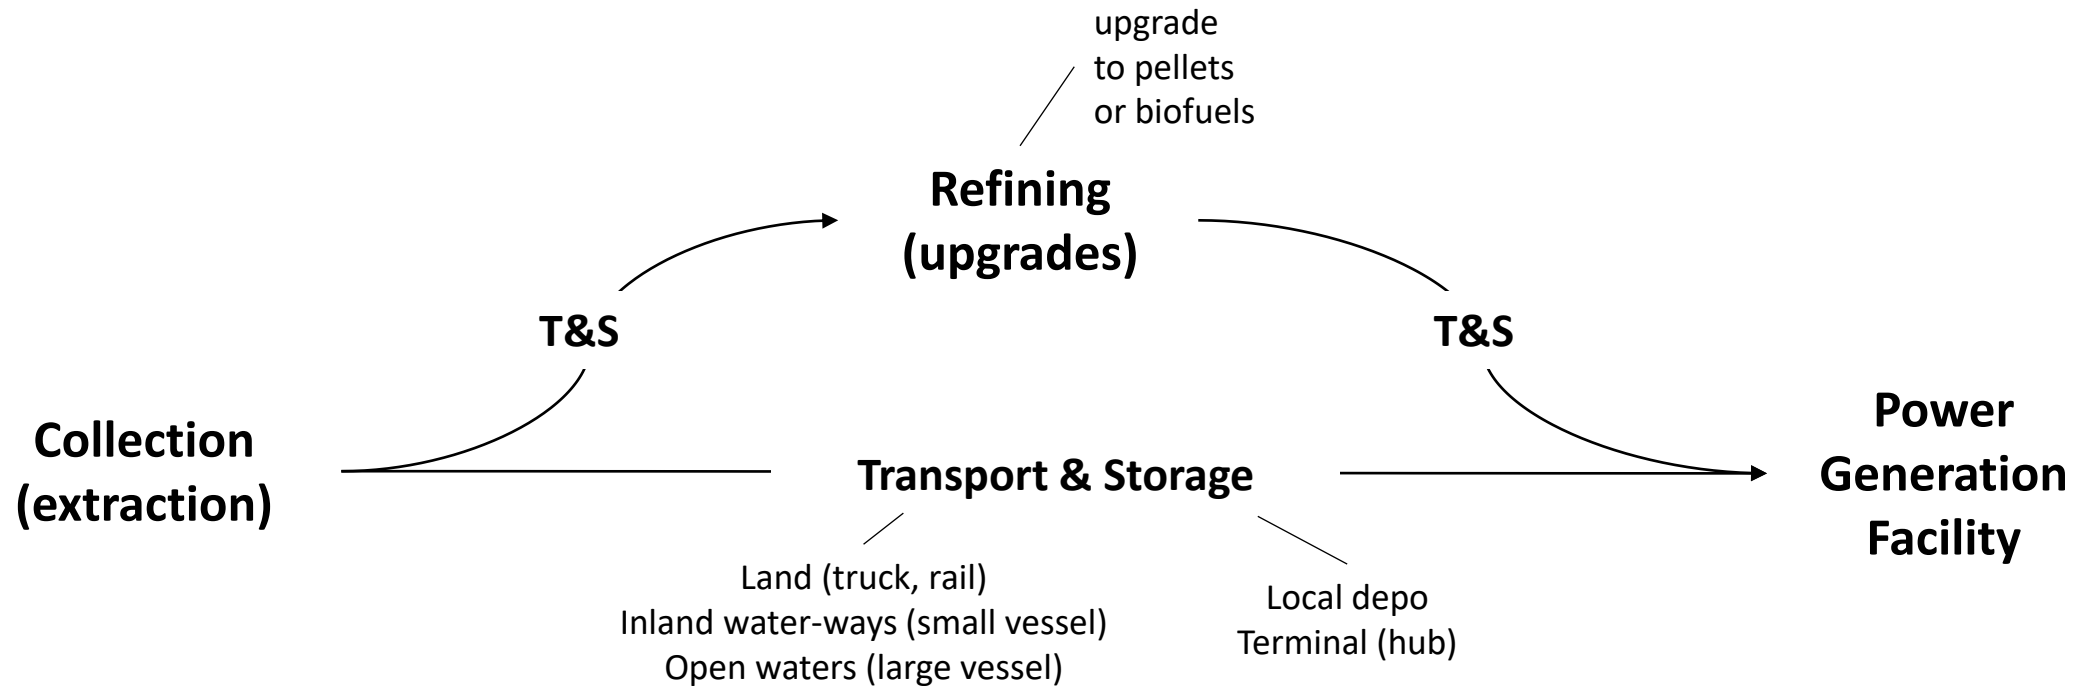 upgrade
to pellets
or biofuels
Refining
(upgrades)
T&S
T&S
Collection
(extraction)
Transport & Storage
Power
Generation
Facility
Land (truck, rail)
Inland water-ways (small vessel)
Open waters (large vessel)
Local depo
Terminal (hub)